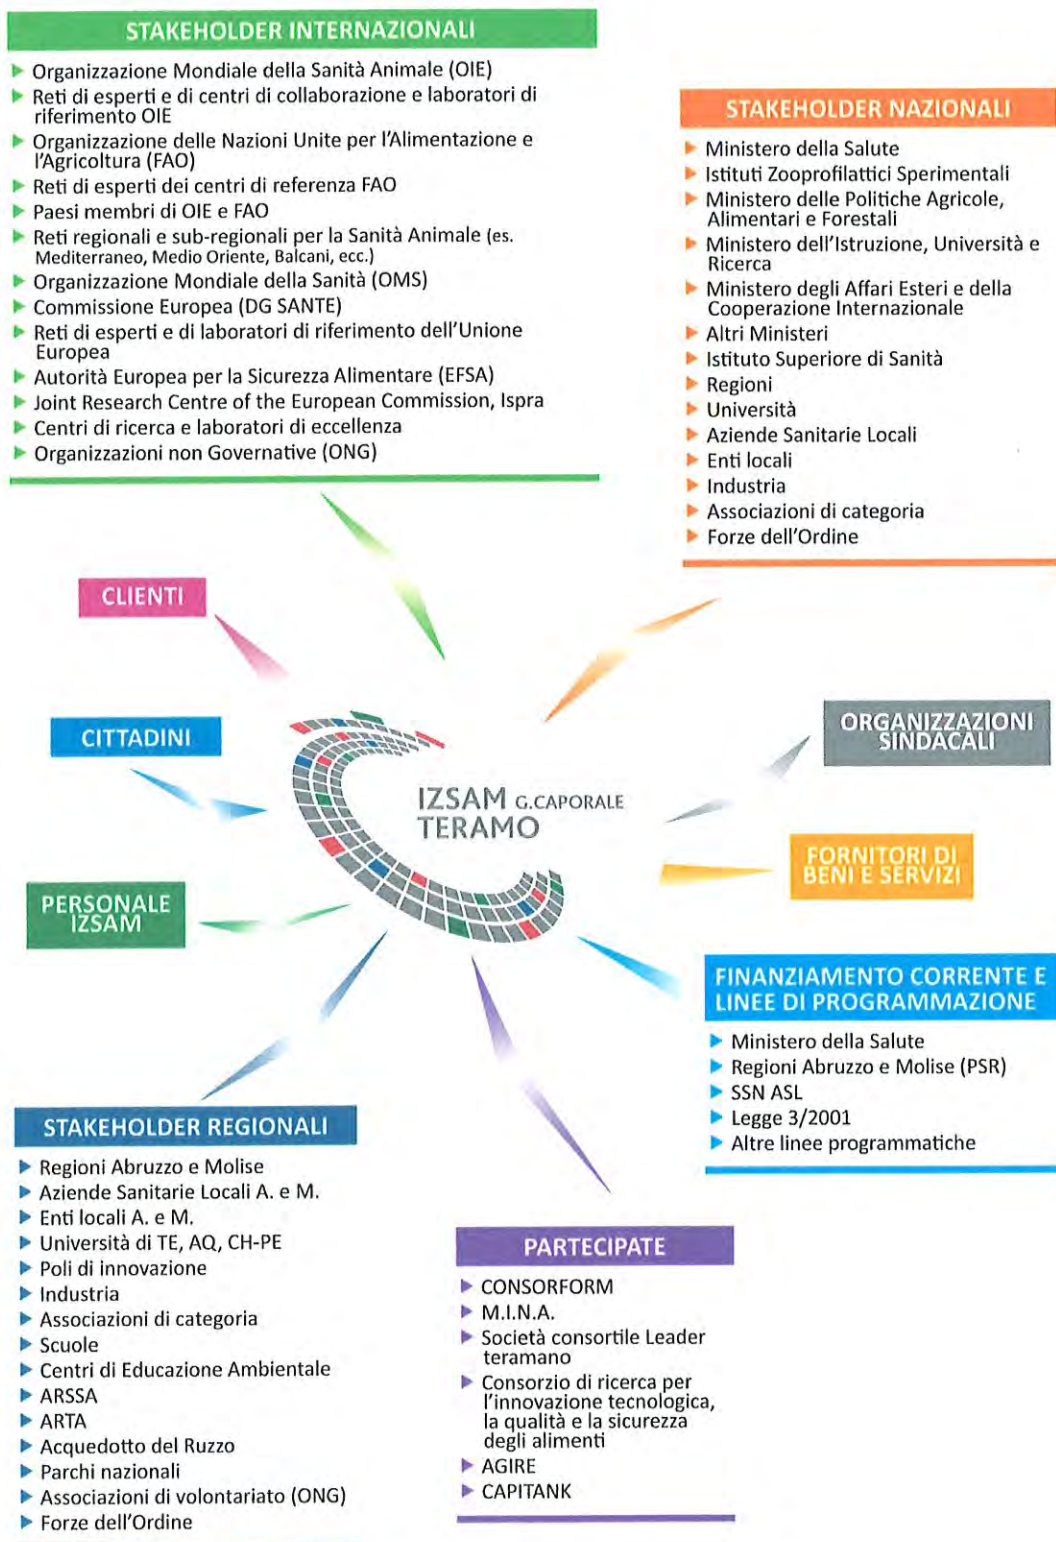 STAKEHOLDER INTERNAZIONALI
Organizzazione Mondiale della Sanità Animale (OIE)
Reti di esperti e di centri di collaborazione e laboratori di
riferimento OIE
Organizzazione delle Nazioni Unite per l'Alimentazione e
l'Agricoltura (FAO)
Reti di esperti dei centri di referenza FAO
Paesi membri di OIE e FAO
Reti regionali e sub-regionali per la Sanità Animale (es.
Mediterraneo, Medio Oriente, Balcani, ecc.)
Organizzazione Mondiale della Sanità (OMS)
Commissione Europea (DG SANTE)
Reti di esperti e di laboratori di riferimento dell'Unione
Europea
Autorità Europea per la Sicurezza Alimentare (EFSA)
Joint Research Centre of the European Commission, Ispra
Centri di ricerca e laboratori di eccellenza
Organizzazioni non Governative (ONG)
STAKEHOLDER NAZIONALI
Ministero della Salute
Istituti Zooprofilattici Sperimentali
Ministero delle Politiche Agricole,
Alimentari e Forestali
Ministero dell'Istruzione, Università e
Ricerca
Ministero degli Affari Esteri e della
Cooperazione Internazionale
Altri Ministeri
Istituto Superiore di Sanità
Regioni
Università
Aziende Sanitarie Locali
Enti locali
Industria
Associazioni di categoria
Forze dell'Ordine
CLIENTI
CITTADINI
PERSONALE
IZSAM
IZSAM G.CAPORALE
TERAMO
ORGANIZZAZIONI
SINDACALI
FORNITORI DI
BENI E SERVIZI
FINANZIAMENTO CORRENTE E
LINEE DI PROGRAMMAZIONE
Ministero della Salute
Regioni Abruzzo e Molise (PSR)
SSN ASL
Legge 3/2001
Altre linee programmatiche
STAKEHOLDER REGIONALI
Regioni Abruzzo e Molise
Aziende Sanitarie Locali A. e M.
Enti locali A. e M.
Università di TE, AQ, CH-PE
Poli di innovazione
Industria
Associazioni di categoria
Scuole
Centri di Educazione Ambientale
ARSSA
ARTA
Acquedotto del Ruzzo
Parchi nazionali
Associazioni di volontariato (ONG)
Forze dell'Ordine
PARTECIPATE
CONSORFORM
M.I.N.A.
Società consortile Leader
teramano
Consorzio di ricerca per
l'innovazione tecnologica,
la qualità e la sicurezza
degli alimenti
AGIRE
CAPITANK